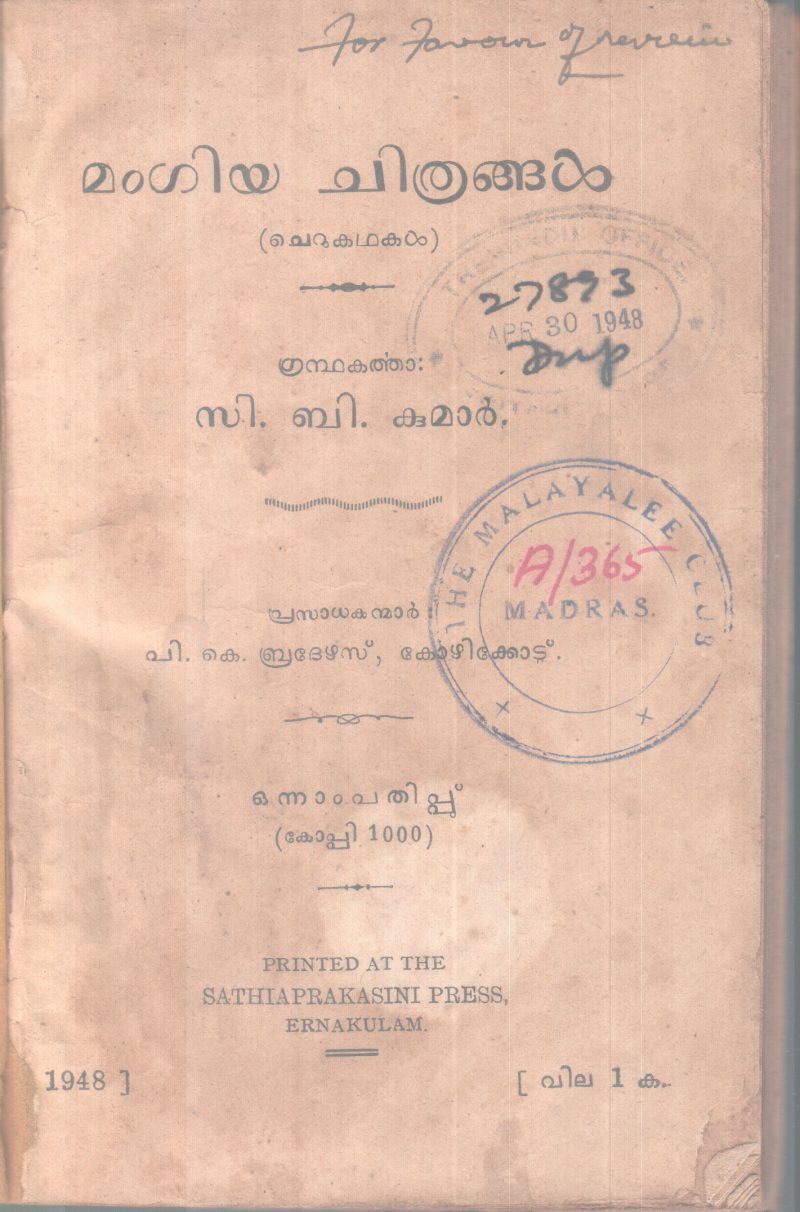 For favour of review
മംഗിയ ചിത്രങ്ങൾ
(ചെറുകഥകൾ)
27893
APR 30 1948
ഗ്രന്ഥകർത്താ:
സി. ബി. കുമാർ.
THE MALAYALEE CLUB
A/365
MADRAS.
പ്രസാധകന്മാർ:
പി. കെ. ബ്രദേഴ്സ്, കോഴിക്കോട്.
ഒന്നാംപതിപ്പ്
(കോപ്പി 1000)
PRINTED AT THE
SATHIAPRAKASINI PRESS,
ERNAKULAM.
1948 ] [ വില 1 ക.